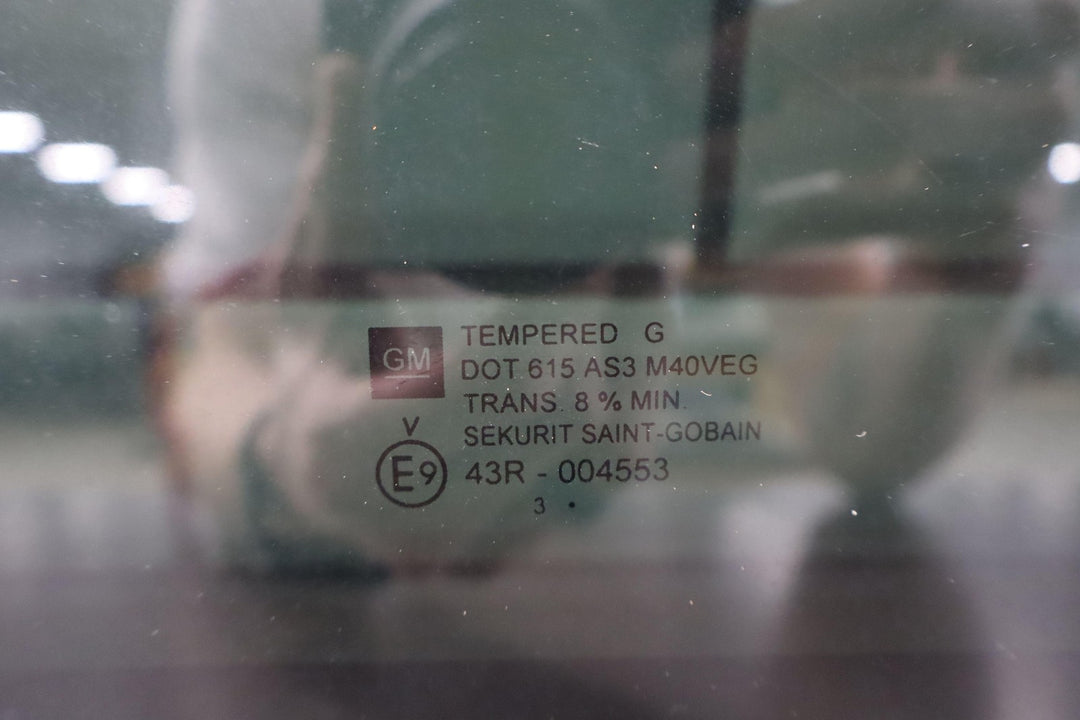 GM
TEMPERED G
DOT 615 AS3 M40VEG
TRANS. 8 % MIN.
SEKURIT SAINT-GOBAIN
V
E9 43R - 004553
3 •